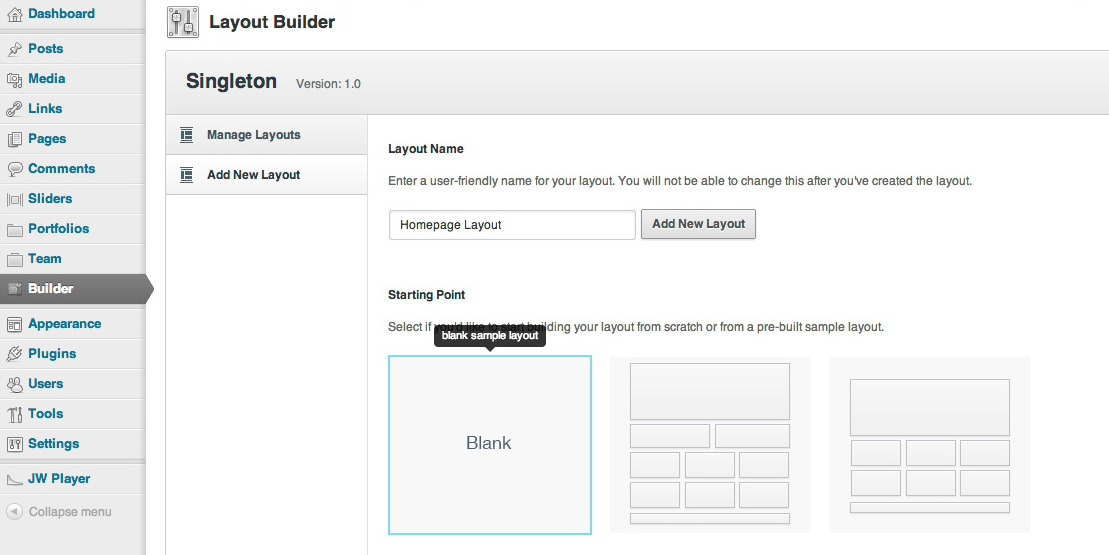 Dashboard
Posts
Media
Links
Pages
Comments
Sliders
Portfolios
Team
Builder
Appearance
Plugins
Users
Tools
Settings
JW Player
Collapse menu
Layout Builder
Singleton Version: 1.0
Manage Layouts
Add New Layout
Layout Name
Enter a user-friendly name for your layout. You will not be able to change this after you've created the layout.
Homepage Layout Add New Layout
Starting Point
Select if you'd like to start building your layout from scratch or from a pre-built sample layout.
blank sample layout
Blank